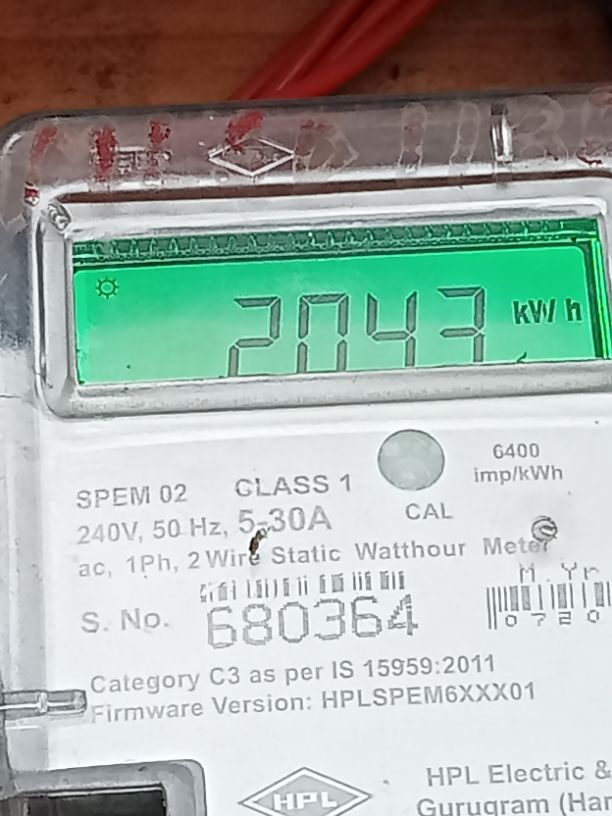 2043 kW h
6400
imp/kWh
SPEM 02 CLASS 1
CAL
240V, 50 Hz, 5-30A
ac, 1Ph, 2 Wire Static Watthour Meter
M.Yr
S. No. 680364
0720
Category C3 as per IS 15959:2011
Firmware Version: HPLSPEM6XXX01
HPL
HPL Electric &
Gurugram (Har